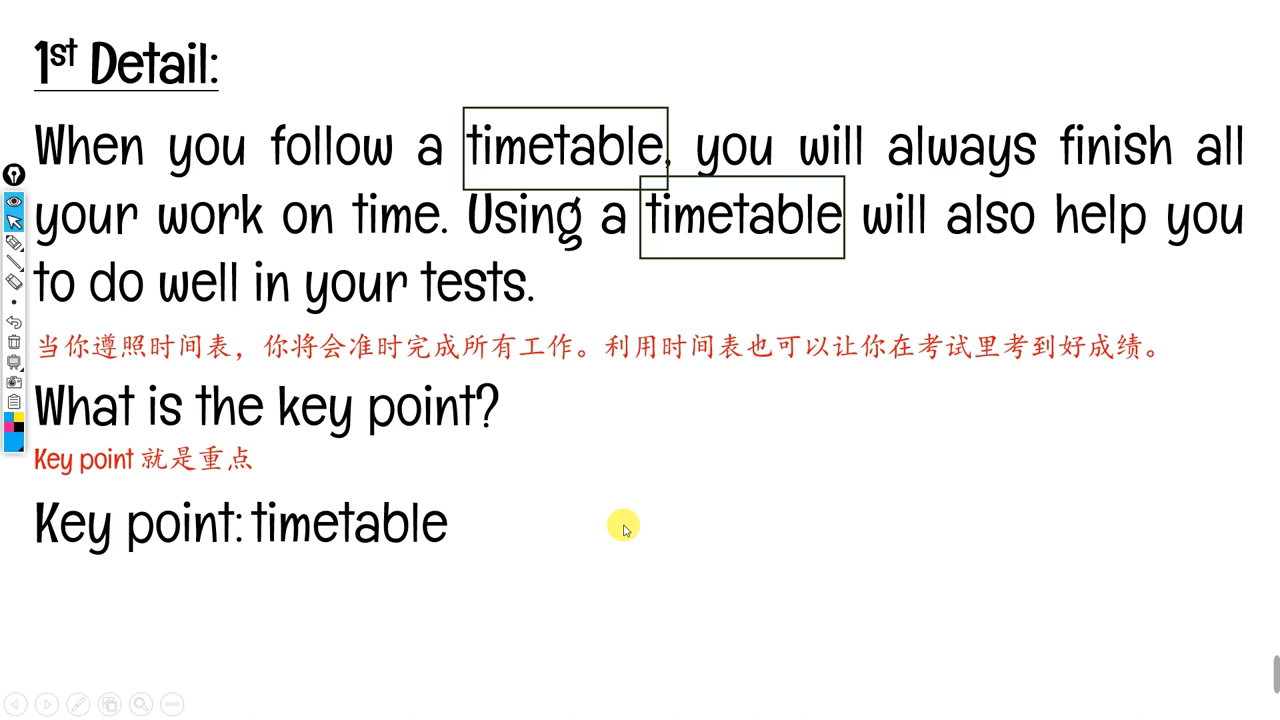 1st Detail:
When you follow a timetable, you will always finish all
your work on time. Using a timetable will also help you
to do well in your tests.
当你遵照时间表，你将会准时完成所有工作。利用时间表也可以让你在考试里考到好成绩。
What is the key point?
Key point 就是重点
Key point: timetable